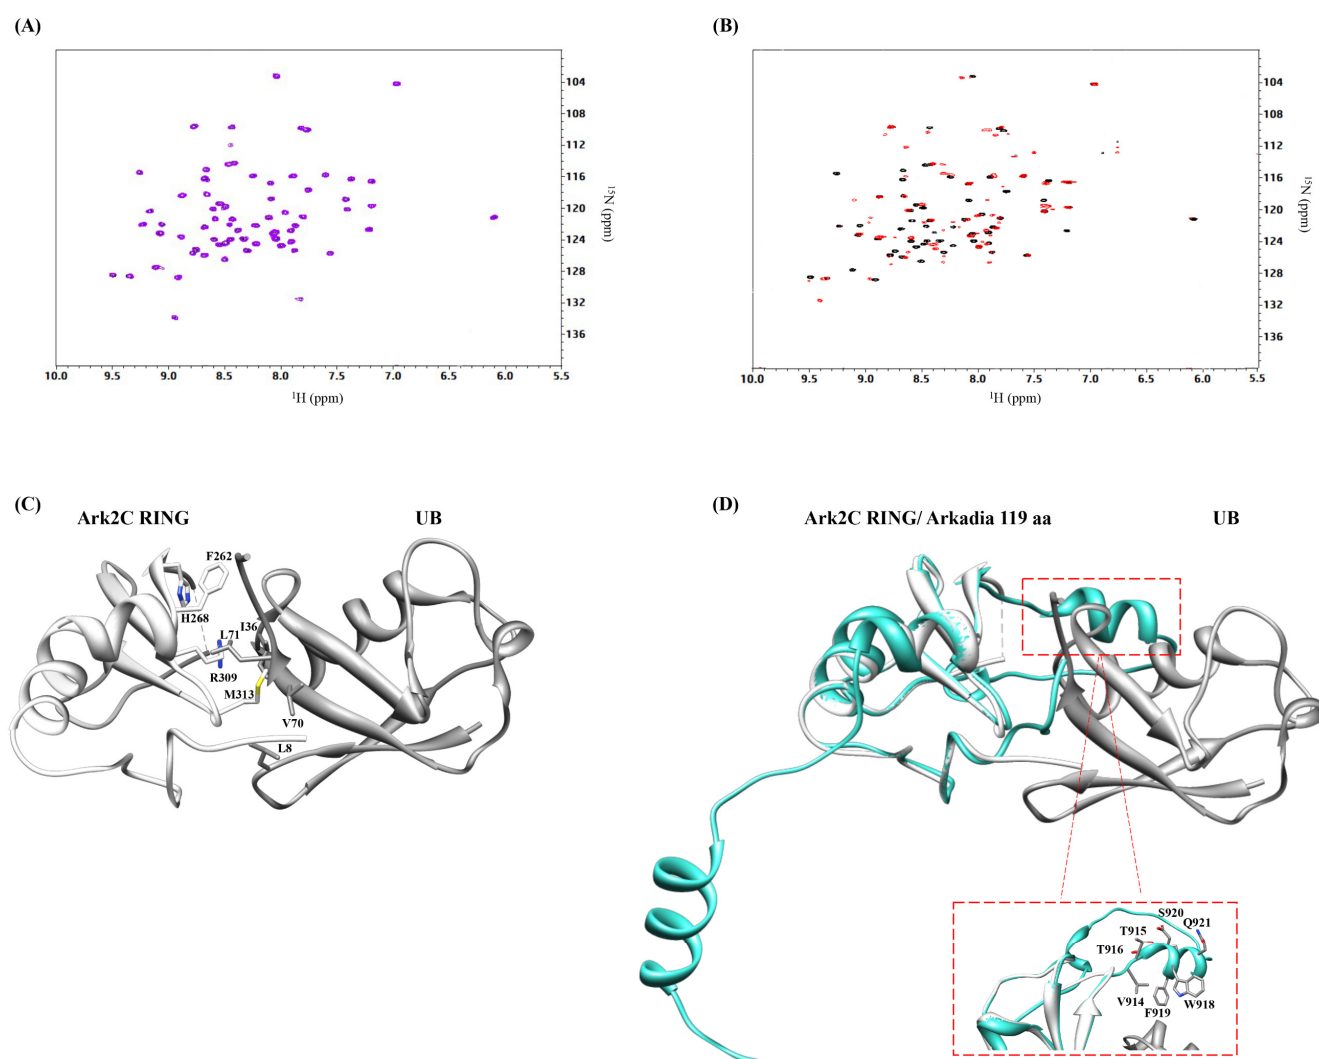 (A)
(B)
104
108
112
116
120
124
128
132
136
15N (ppm)
10.0 9.5 9.0 8.5 8.0 7.5 7.0 6.5 6.0 5.5
1H (ppm)
104
108
112
116
120
124
128
132
136
15N (ppm)
10.0 9.5 9.0 8.5 8.0 7.5 7.0 6.5 6.0 5.5
1H (ppm)
(C)
Ark2C RING UB
F262
H268
I36
L71
R309
M313
V70
L8
(D)
Ark2C RING/ Arkadia 119 aa UB
S920
Q921
T915
T916
V914
F919
W918